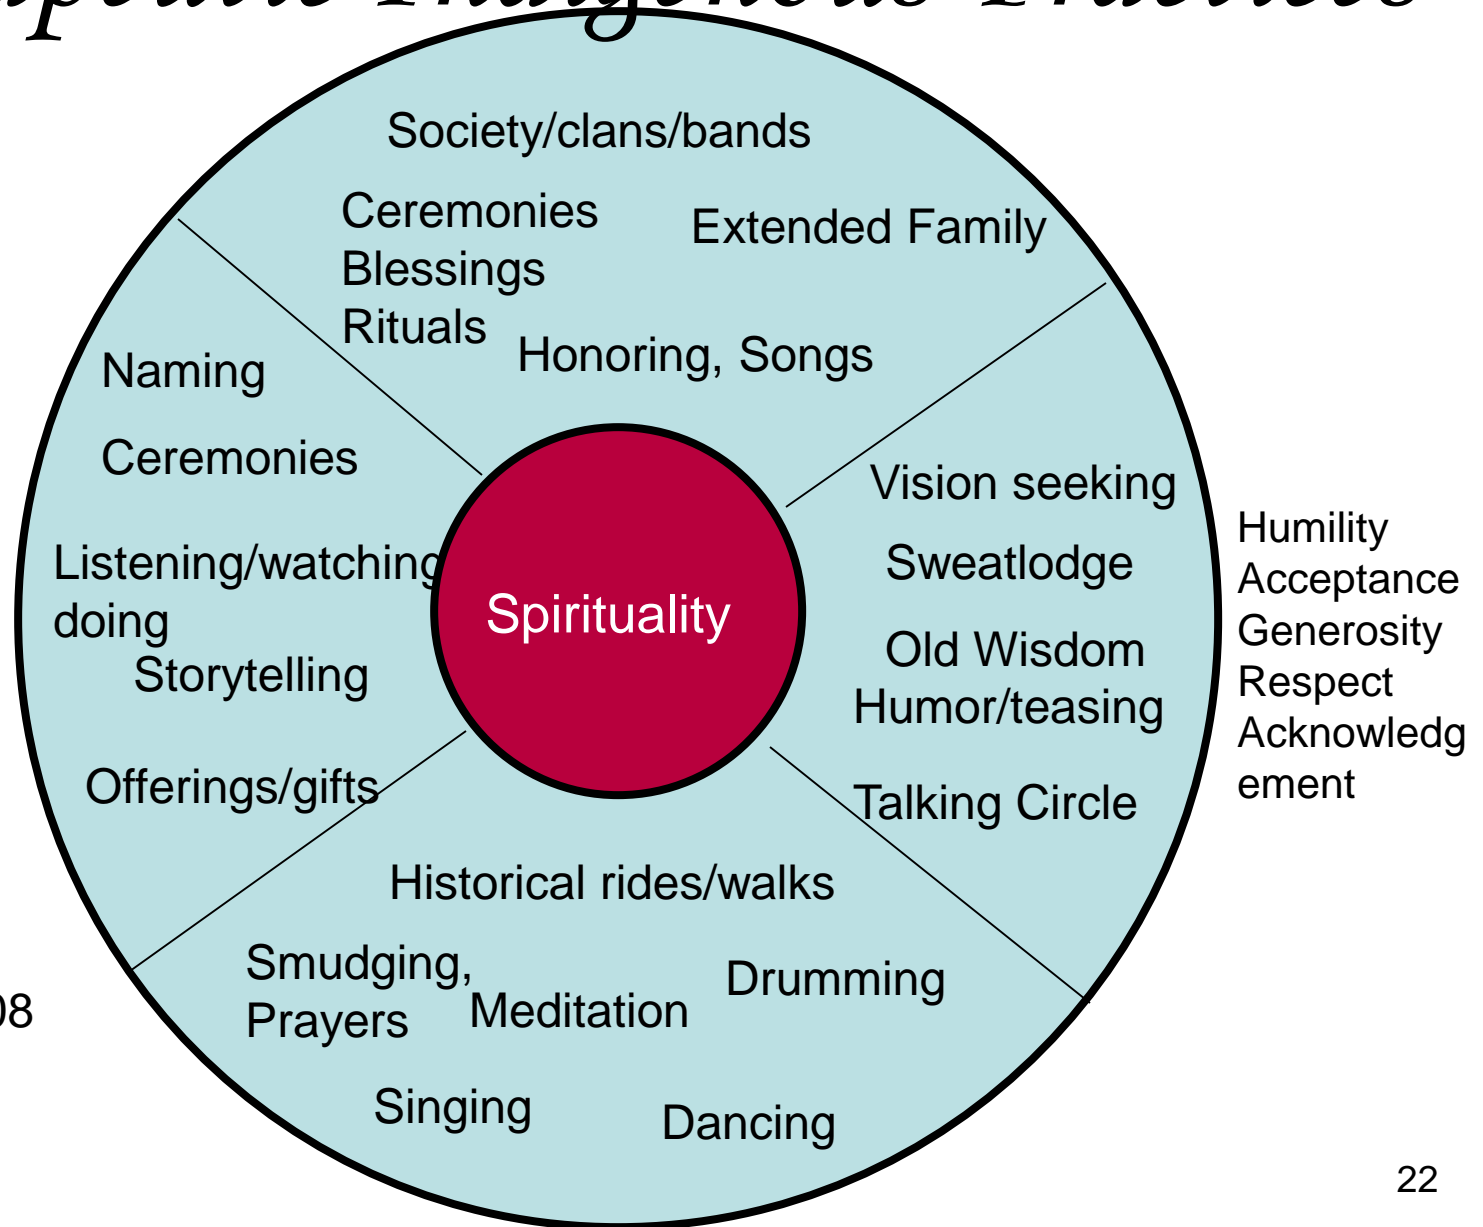 Indigenous Practices
Society/clans/bands
Ceremonies
Blessings
Rituals
Extended Family
Honoring, Songs
Naming
Ceremonies
Listening/watching
doing
Storytelling
Offerings/gifts
Spirituality
Vision seeking
Sweatlodge
Old Wisdom
Humor/teasing
Talking Circle
Humility
Acceptance
Generosity
Respect
Acknowledg
ement
Historical rides/walks
Smudging,
Prayers
Meditation
Drumming
Singing
Dancing
08
22